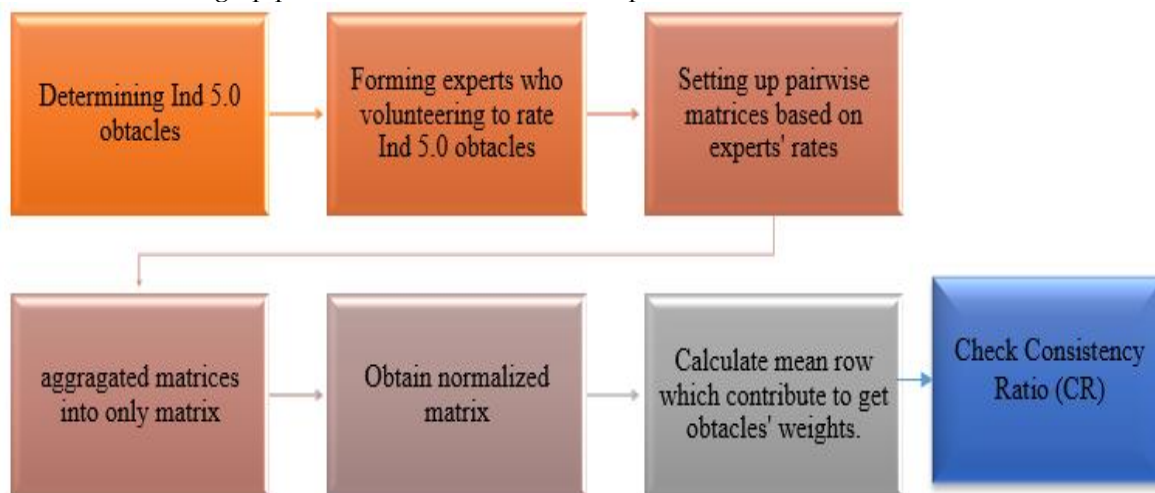 Determining Ind 5.0
obtacles
Forming experts who
volunteering to rate
Ind 5.0 obtacles
Setting up pairwise
matrices based on
experts' rates
aggragated matrices
into only matrix
Obtain normalized
matrix
Calculate mean row
which contribute to get
obtacles' weights.
Check Consistency
Ratio (CR)